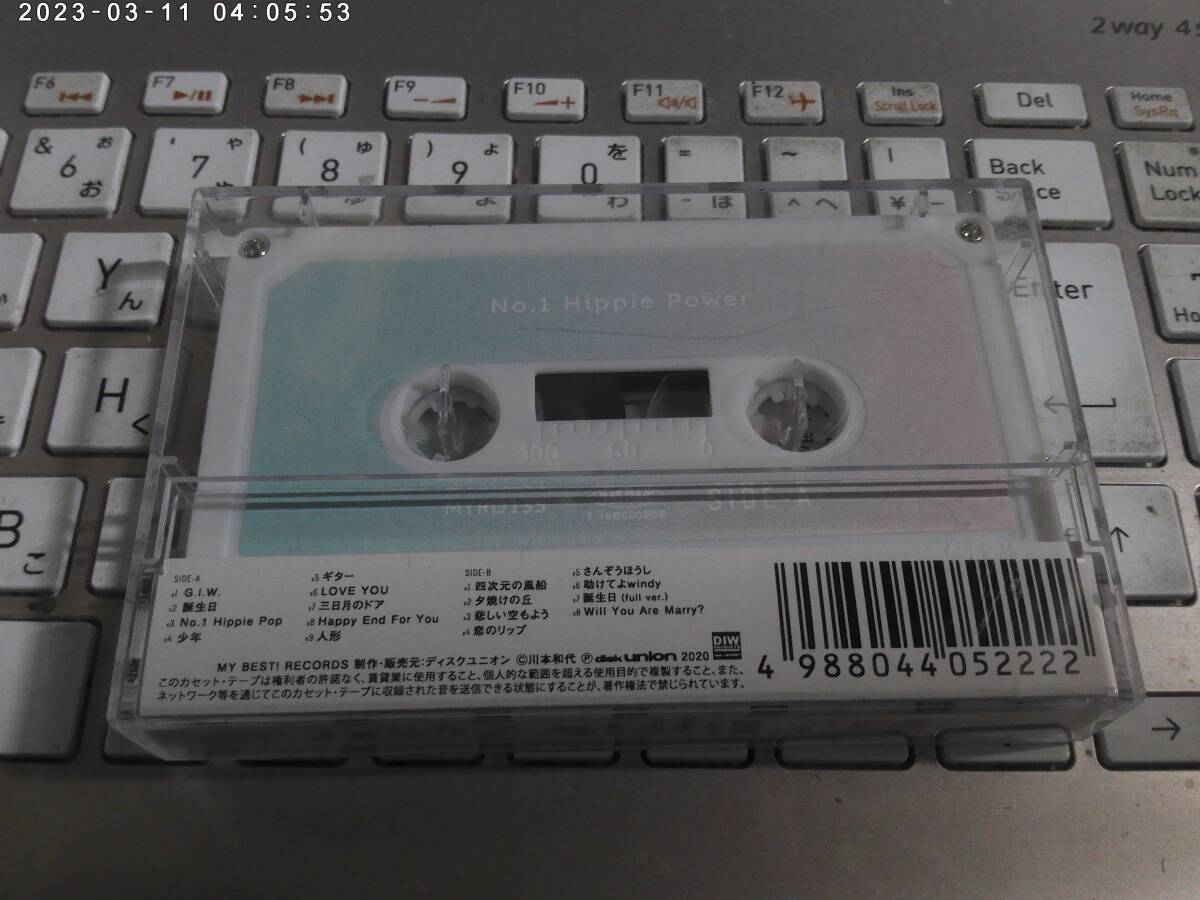 2023-03-11 04:05:53
2way 4
F6
F7
F8
F9
F10
F11
F12
Ins
Scroll Lock
Del
Home
SysRq
& ぉ
6 お
' ゃ
7
( ゅ
8
) ょ
9 よ
を
0 わ
=
- ほ
~
^ へ
|
¥ ー
Back
Num
Lock
Y ん
Enter
H く
B こ
No.1 Hippie Power
100 50 0
MYRD135 SIDE-A
SIDE-A
#1 G.I.W.
#2 誕生日
#3 No.1 Hippie Pop
#4 少年
#5 ギター
#6 LOVE YOU
#7 三日月のドア
#8 Happy End For You
#9 人形
SIDE-B
#1 四次元の風船
#2 夕焼けの丘
#3 悲しい空もよう
#4 恋のリップ
#5 さんぞうほうし
#6 助けてよwindy
#7 誕生日 (full ver.)
#8 Will You Are Marry?
MY BEST! RECORDS 制作・販売元:ディスクユニオン ©川本和代 ℗ disk union 2020
DIW
このカセット・テープは権利者の許諾なく、賃貸業に使用すること、個人的な範囲を超える使用目的で複製すること、また、
ネットワーク等を通じてこのカセット・テープに収録された音を送信できる状態にすることが、著作権法で禁じられています。
4 988044 052222